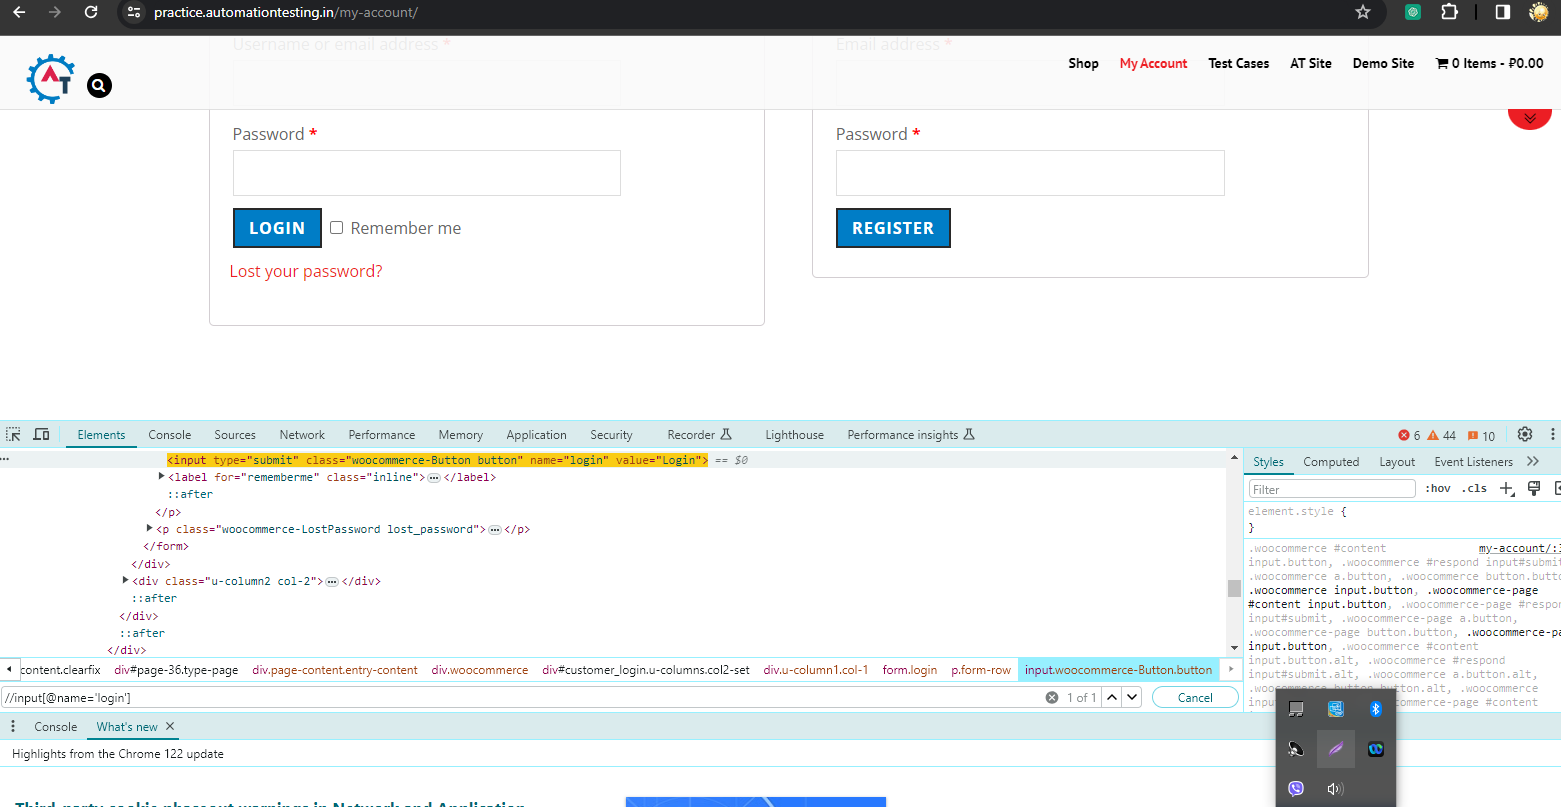 practice.automationtesting.in/my-account/
Username or email address *
Email address *
AT
Shop
My Account
Test Cases
AT Site
Demo Site
0 Items - ₽0.00
Password *
Password *
LOGIN
Remember me
REGISTER
Lost your password?
Elements
Console
Sources
Network
Performance
Memory
Application
Security
Recorder
Lighthouse
Performance insights
6
44
10
<input type="submit" class="woocommerce-Button button" name="login" value="Login"> == $0
<label for="rememberme" class="inline">…</label>
::after
</p>
<p class="woocommerce-LostPassword lost_password">…</p>
</form>
</div>
<div class="u-column2 col-2">…</div>
::after
</div>
::after
</div>
Styles
Computed
Layout
Event Listeners
Filter
:hov
.cls
element.style {
}
.woocommerce #content
my-account/:
input.button, .woocommerce #respond input#submit
.woocommerce a.button, .woocommerce button.butt
.woocommerce input.button, .woocommerce-page
#content input.button, .woocommerce-page #respon
input#submit, .woocommerce-page a.button,
.woocommerce-page button.button, .woocommerce-pa
input.button, .woocommerce #content
input.button.alt, .woocommerce #respond
input#submit.alt, .woocommerce a.button.alt,
button.alt, .woocommerce
ommerce-page #content
content.clearfix
div#page-36.type-page
div.page-content.entry-content
div.woocommerce
div#customer_login.u-columns.col2-set
div.u-column1.col-1
form.login
p.form-row
input.woocommerce-Button.button
//input[@name='login']
1 of 1
Cancel
Console
What's new
Highlights from the Chrome 122 update
Third-party cookie phaseout warnings in Network and Application